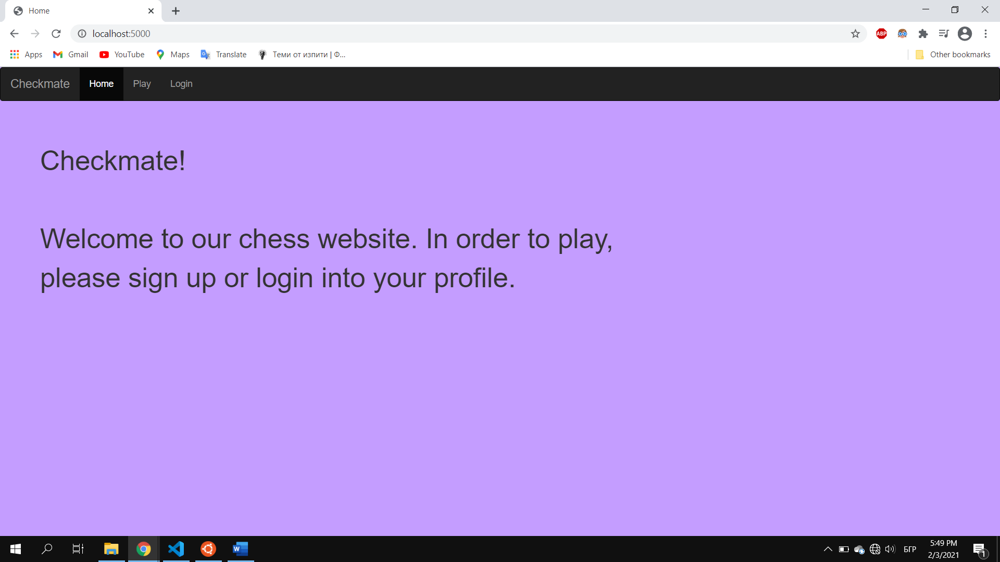 Home
localhost:5000
Apps Gmail YouTube Maps Translate Теми от изпити | Ф... Other bookmarks
Checkmate Home Play Login
Checkmate!
Welcome to our chess website. In order to play,
please sign up or login into your profile.
ABP
W
БГР
5:49 PM
2/3/2021
1